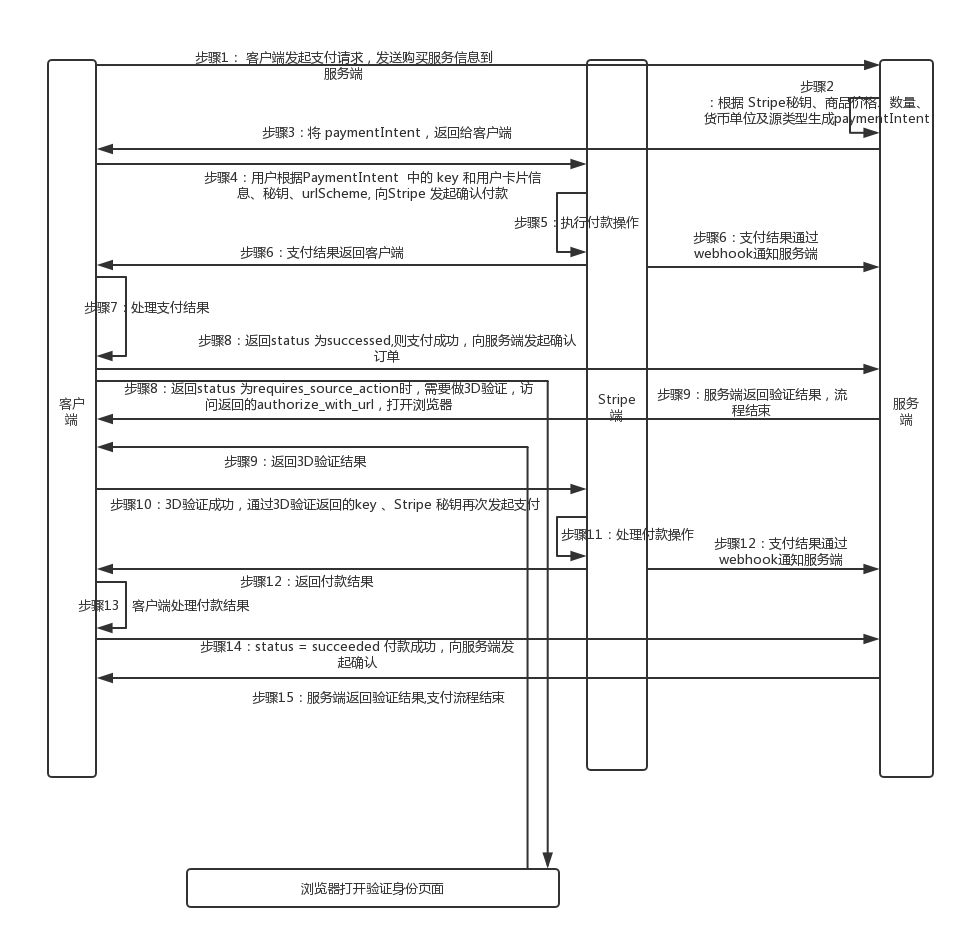 步骤1： 客户端发起支付请求，发送购买服务信息到
服务端
步骤2
：根据 Stripe秘钥、商品价格、数量、
货币单位及源类型生成paymentIntent
步骤3：将 paymentIntent，返回给客户端
步骤4：用户根据PaymentIntent 中的 key 和用户卡片信
息、秘钥、urlScheme, 向Stripe 发起确认付款
步骤5：执行付款操作
步骤6：支付结果返回客户端
步骤6：支付结果通过
webhook通知服务端
步骤7：处理支付结果
步骤8：返回status 为successed,则支付成功，向服务端发起确认
订单
步骤8：返回status 为requires_source_action时，需要做3D验证，访
问返回的authorize_with_url，打开浏览器
客户
端
Stripe
端
步骤9：服务端返回验证结果，流
程结束
服务
端
步骤9：返回3D验证结果
步骤10：3D验证成功，通过3D验证返回的key 、Stripe 秘钥再次发起支付
步骤11：处理付款操作
步骤12：支付结果通过
webhook通知服务端
步骤12：返回付款结果
步骤13 客户端处理付款结果
步骤14：status = succeeded 付款成功，向服务端发
起确认
步骤15：服务端返回验证结果,支付流程结束
浏览器打开验证身份页面